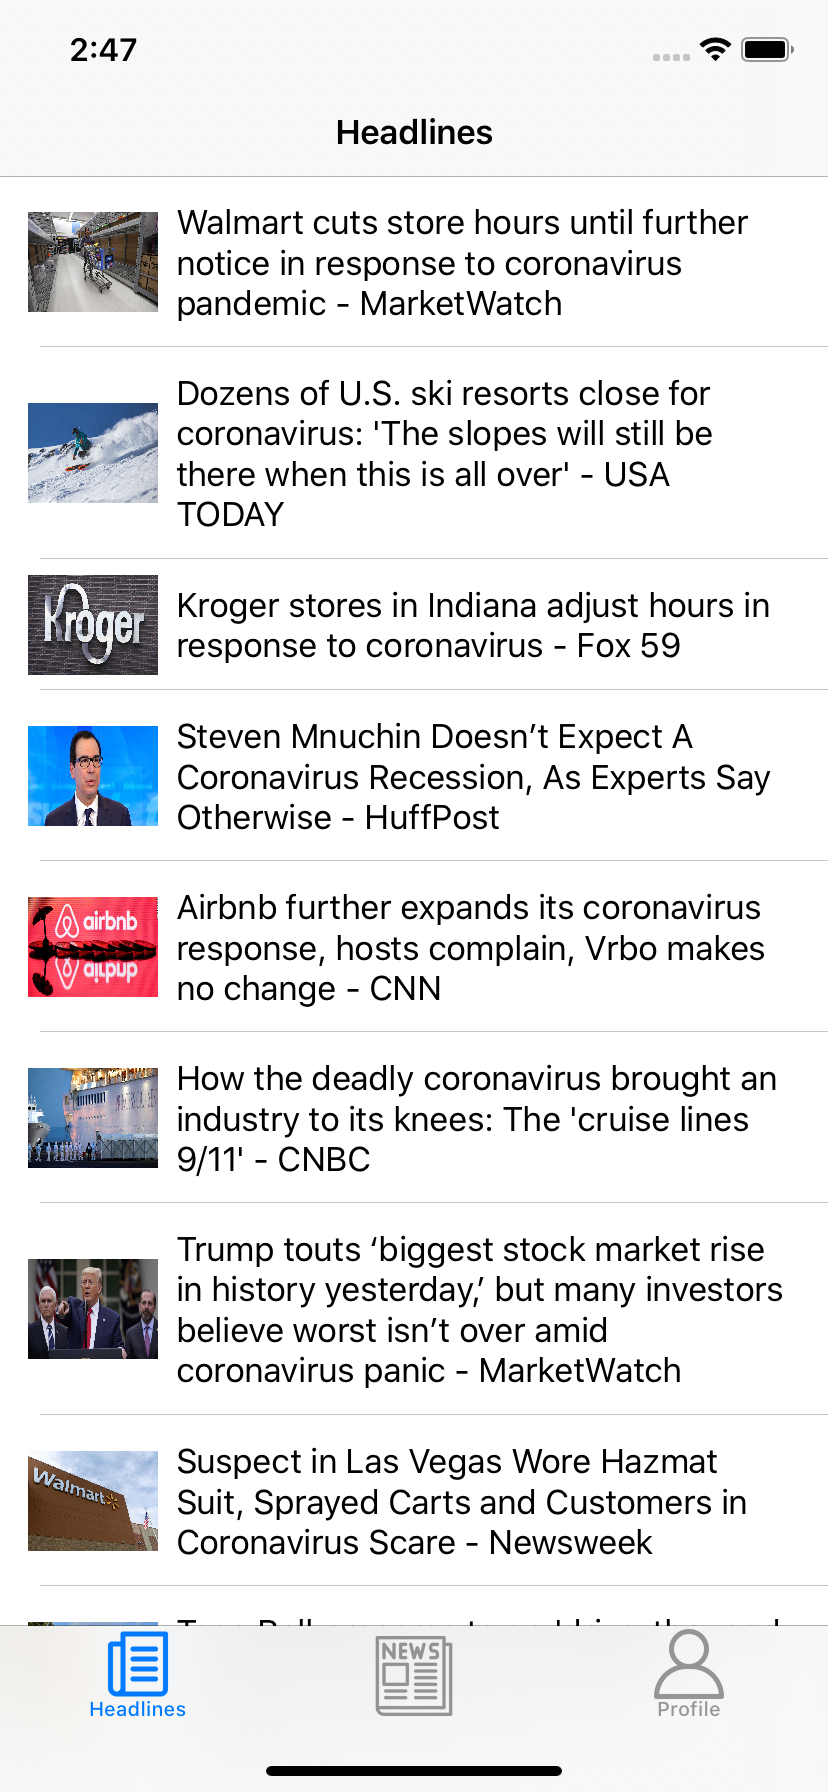 2:47
Headlines
Walmart cuts store hours until further
notice in response to coronavirus
pandemic - MarketWatch
Dozens of U.S. ski resorts close for
coronavirus: 'The slopes will still be
there when this is all over' - USA
TODAY
Kroger
Kroger stores in Indiana adjust hours in
response to coronavirus - Fox 59
Steven Mnuchin Doesn’t Expect A
Coronavirus Recession, As Experts Say
Otherwise - HuffPost
airbnb
Airbnb further expands its coronavirus
response, hosts complain, Vrbo makes
no change - CNN
How the deadly coronavirus brought an
industry to its knees: The 'cruise lines
9/11' - CNBC
Trump touts ‘biggest stock market rise
in history yesterday,’ but many investors
believe worst isn’t over amid
coronavirus panic - MarketWatch
Walmart
Suspect in Las Vegas Wore Hazmat
Suit, Sprayed Carts and Customers in
Coronavirus Scare - Newsweek
NEWS
Headlines
Profile